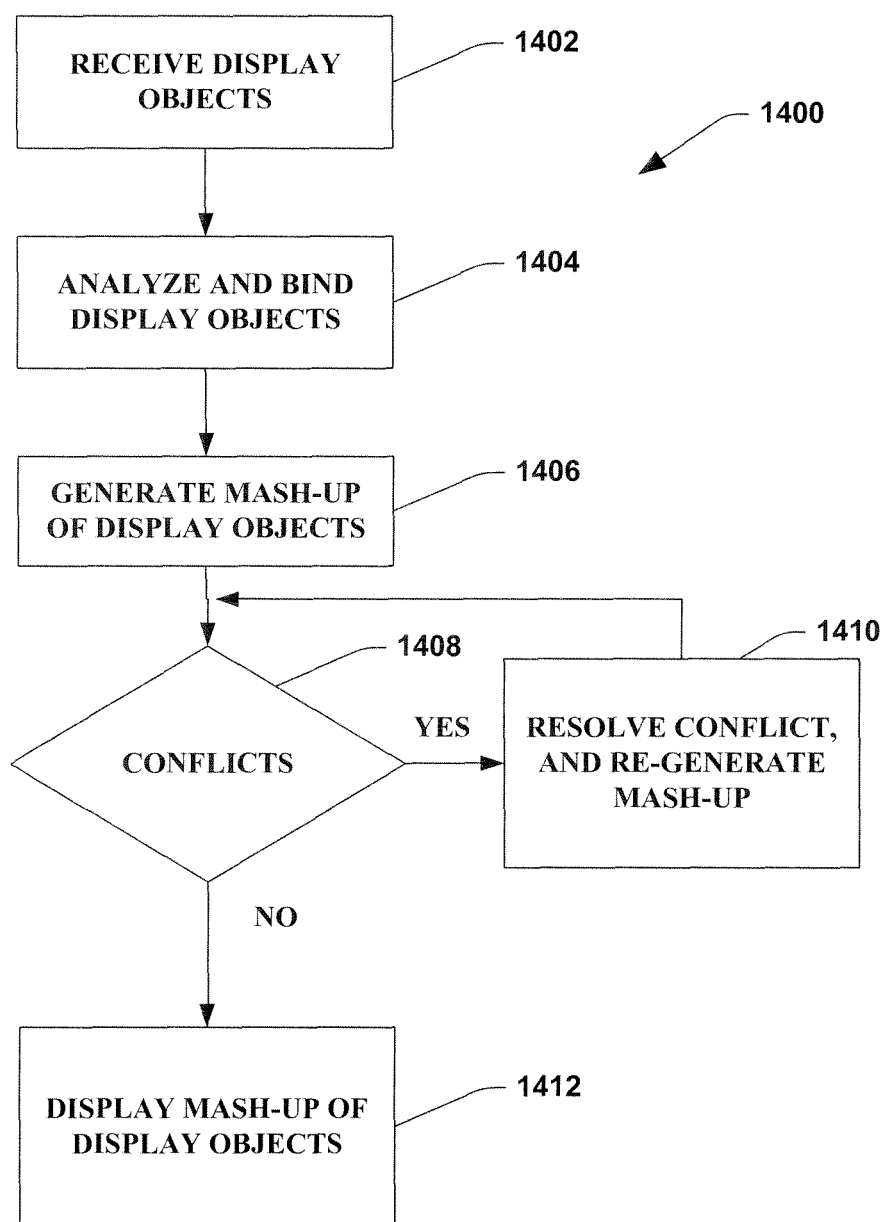 RECEIVE DISPLAY
OBJECTS
1402
1400
ANALYZE AND BIND
DISPLAY OBJECTS
1404
GENERATE MASH-UP
OF DISPLAY OBJECTS
1406
CONFLICTS
1408
YES
RESOLVE CONFLICT,
AND RE-GENERATE
MASH-UP
1410
NO
DISPLAY MASH-UP OF
DISPLAY OBJECTS
1412